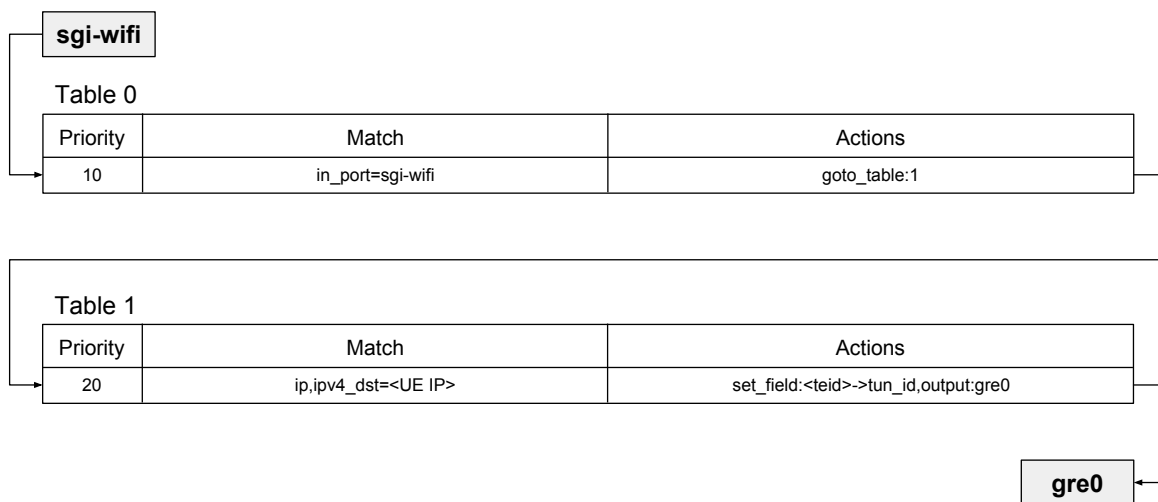 sgi-wifi
Table 0
Priority Match Actions
10 in_port=sgi-wifi goto_table:1
Table 1
Priority Match Actions
20 ip,ipv4_dst=<UE IP> set_field:<teid>->tun_id,output:gre0
gre0